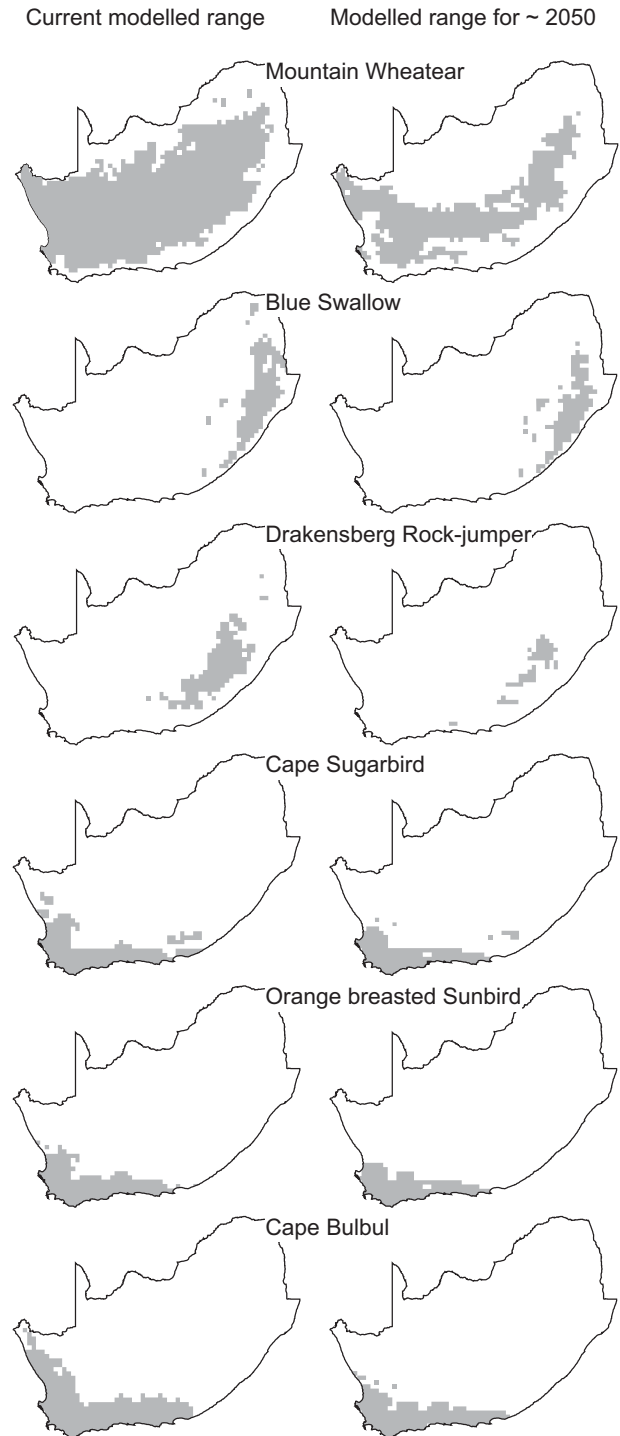 Current modelled range
Modelled range for ~ 2050
Mountain Wheatear
Blue Swallow
Drakensberg Rock-jumper
Cape Sugarbird
Orange breasted Sunbird
Cape Bulbul